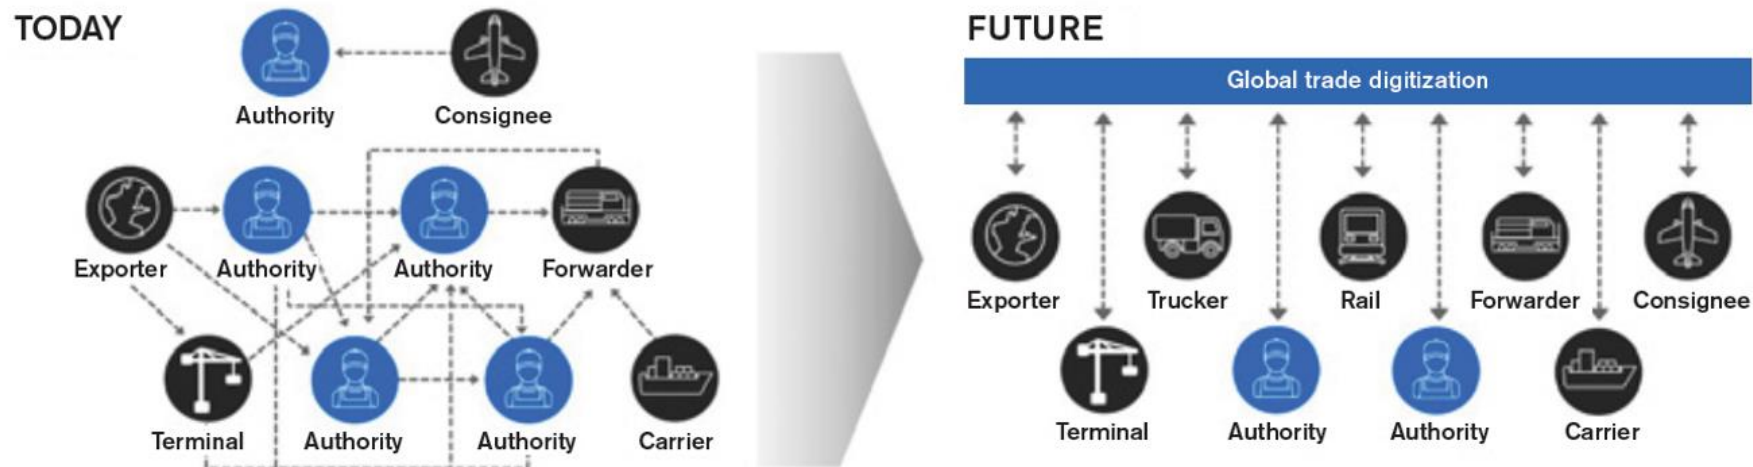 TODAY
Authority
Consignee
Exporter
Authority
Authority
Forwarder
Terminal
Authority
Authority
Carrier
FUTURE
Global trade digitization
Exporter
Trucker
Rail
Forwarder
Consignee
Terminal
Authority
Authority
Carrier